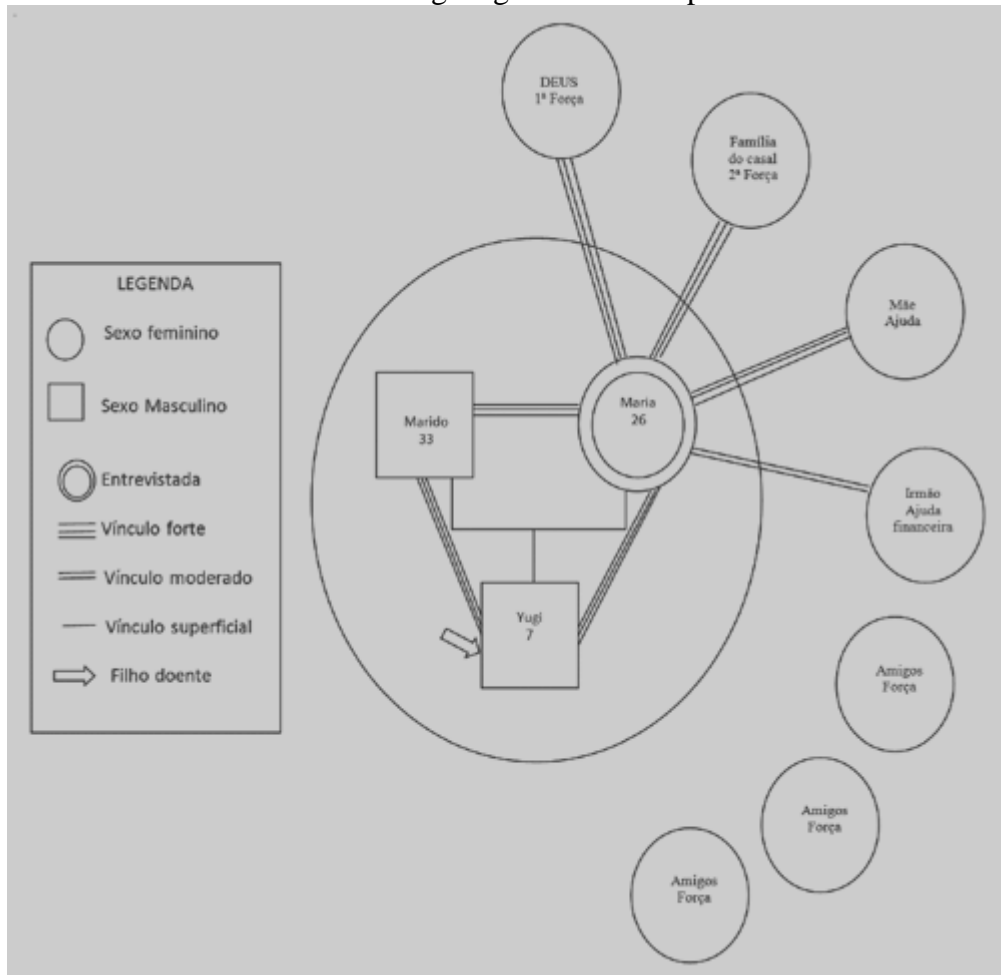 DEUS
1ª Força
Família
do casal
2ª Força
Mãe
Ajuda
Irmão
Ajuda
financeira
Amigos
Força
Amigos
Força
Amigos
Força
Marido
33
Maria
26
Yugi
7
LEGENDA
Sexo feminino
Sexo Masculino
Entrevistada
Vínculo forte
Vínculo moderado
Vínculo superficial
Filho doente